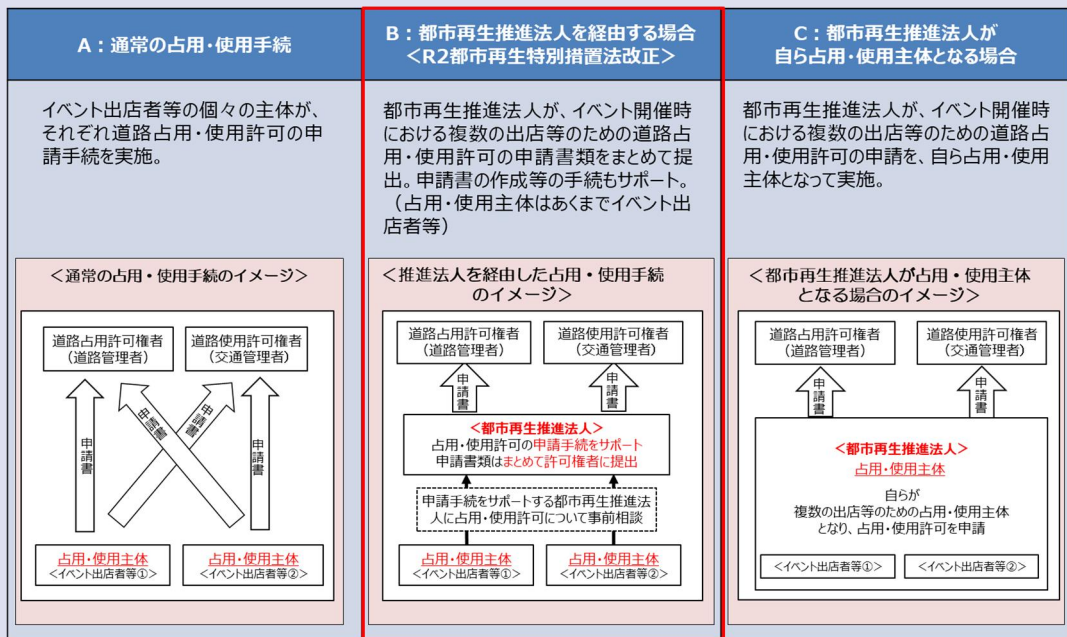 A：通常の占用・使用手続
イベント出店者等の個々の主体が、
それぞれ道路占用・使用許可の申
請手続を実施。
＜通常の占用・使用手続のイメージ＞
道路占用許可権者
（道路管理者）
道路使用許可権者
（交通管理者）
申請書
申請書
申請書
申請書
占用・使用主体
＜イベント出店者等①＞
占用・使用主体
＜イベント出店者等②＞
B：都市再生推進法人を経由する場合
＜R2都市再生特別措置法改正＞
都市再生推進法人が、イベント開催時
における複数の出店等のための道路占
用・使用許可の申請書類をまとめて提
出。申請書の作成等の手続もサポート。
（占用・使用主体はあくまでイベント出
店者等）
＜推進法人を経由した占用・使用手続
のイメージ＞
道路占用許可権者
（道路管理者）
道路使用許可権者
（交通管理者）
申請書
申請書
＜都市再生推進法人＞
占用・使用許可の申請手続をサポート
申請書類はまとめて許可権者に提出
申請手続をサポートする都市再生推進法
人に占用・使用許可について事前相談
占用・使用主体
＜イベント出店者等①＞
占用・使用主体
＜イベント出店者等②＞
C：都市再生推進法人が
自ら占用・使用主体となる場合
都市再生推進法人が、イベント開催時
における複数の出店等のための道路占
用・使用許可の申請を、自ら占用・使用
主体となって実施。
＜都市再生推進法人が占用・使用主体
となる場合のイメージ＞
道路占用許可権者
（道路管理者）
道路使用許可権者
（交通管理者）
申請書
申請書
＜都市再生推進法人＞
占用・使用主体
自らが
複数の出店等のための占用・使用主体
となり、占用・使用許可を申請
＜イベント出店者等①＞
＜イベント出店者等②＞